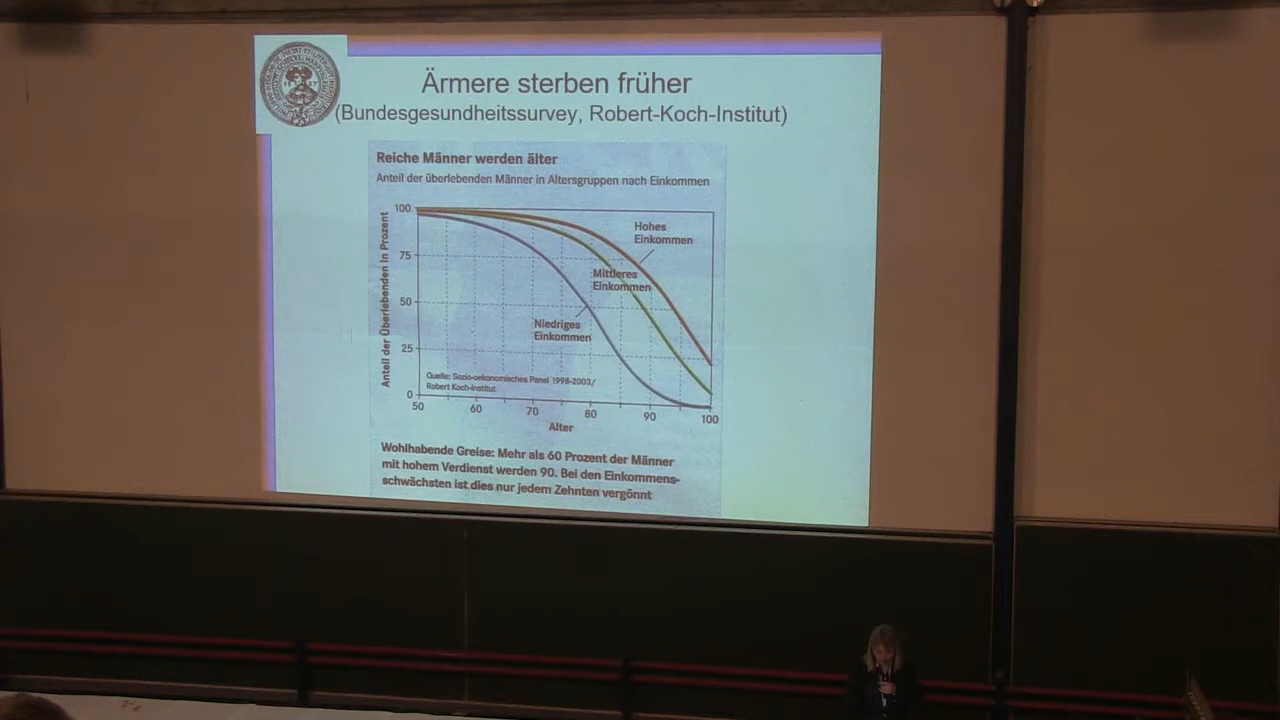 Ärmere sterben früher
(Bundesgesundheitssurvey, Robert-Koch-Institut)
Reiche Männer werden älter
Anteil der überlebenden Männer in Altersgruppen nach Einkommen
Anteil der Überlebenden in Prozent
100
75
50
25
0
Hohes
Einkommen
Mittleres
Einkommen
Niedriges
Einkommen
Quelle: Sozio-oekonomisches Panel 1998-2003/
Robert Koch-Institut
50 60 70 80 90 100
Alter
Wohlhabende Greise: Mehr als 60 Prozent der Männer
mit hohem Verdienst werden 90. Bei den Einkommens-
schwächsten ist dies nur jedem Zehnten vergönnt